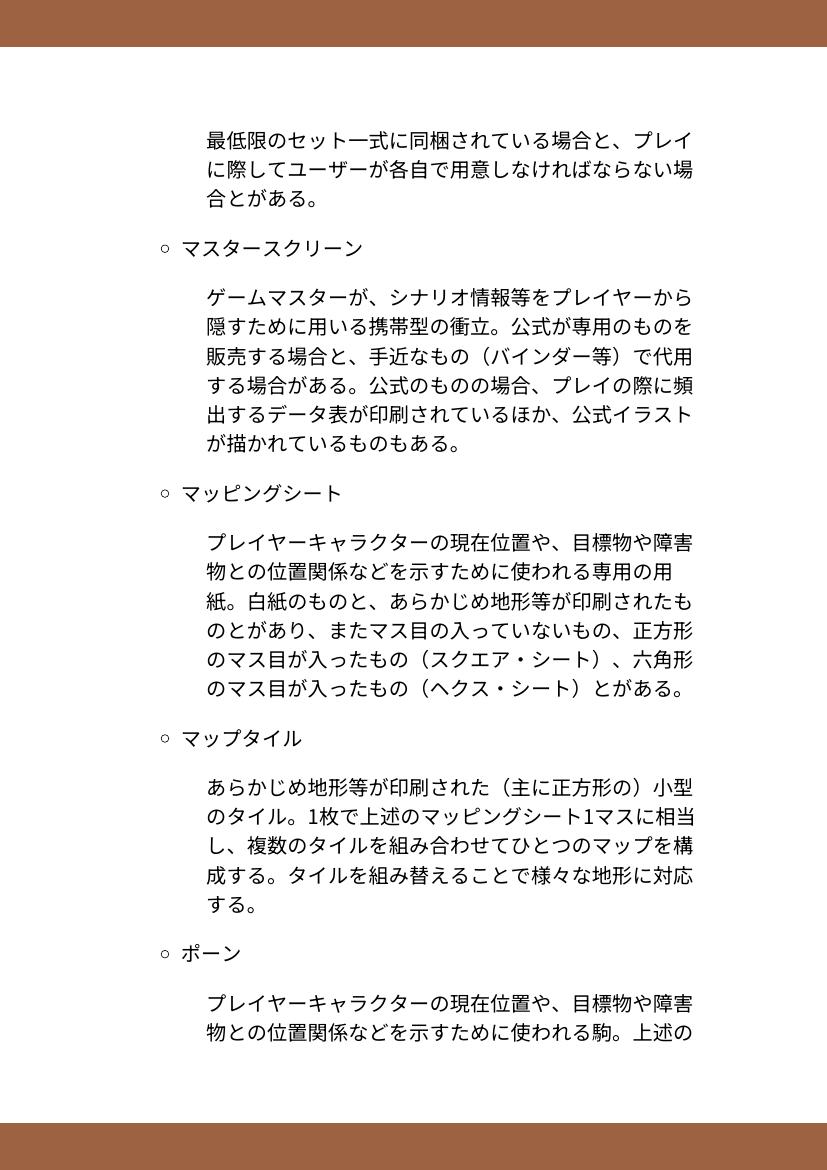 最低限のセット一式に同梱されている場合と、プレイ
に際してユーザーが各自で用意しなければならない場
合とがある。
○ マスタースクリーン
ゲームマスターが、シナリオ情報等をプレイヤーから
隠すために用いる携帯型の衝立。公式が専用のものを
販売する場合と、手近なもの（バインダー等）で代用
する場合がある。公式のものの場合、プレイの際に頻
出するデータ表が印刷されているほか、公式イラスト
が描かれているものもある。
○ マッピングシート
プレイヤーキャラクターの現在位置や、目標物や障害
物との位置関係などを示すために使われる専用の用
紙。白紙のものと、あらかじめ地形等が印刷されたも
のとがあり、またマス目の入っていないもの、正方形
のマス目が入ったもの（スクエア・シート）、六角形
のマス目が入ったもの（ヘクス・シート）とがある。
○ マップタイル
あらかじめ地形等が印刷された（主に正方形の）小型
のタイル。1枚で上述のマッピングシート1マスに相当
し、複数のタイルを組み合わせてひとつのマップを構
成する。タイルを組み替えることで様々な地形に対応
する。
○ ポーン
プレイヤーキャラクターの現在位置や、目標物や障害
物との位置関係などを示すために使われる駒。上述の